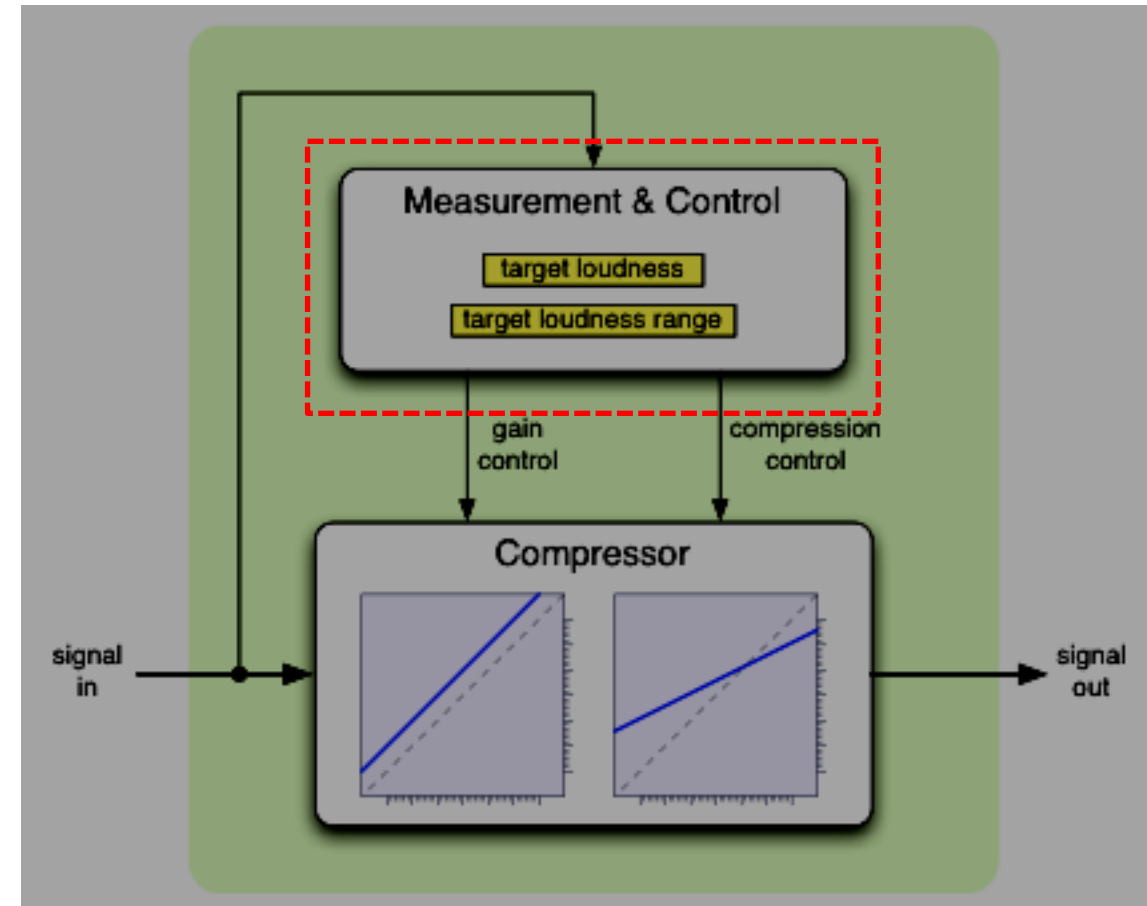 Measurement & Control
target loudness
target loudness range
gain
control
compression
control
Compressor
signal
in
signal
out